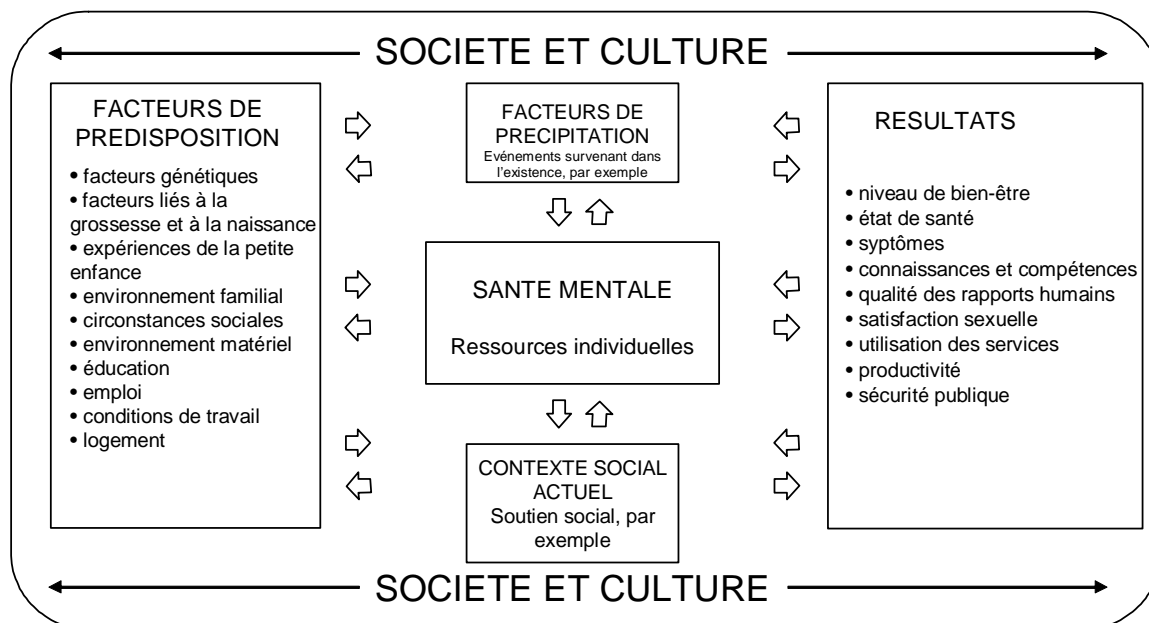 SOCIETE ET CULTURE
FACTEURS DE
PREDISPOSITION
• facteurs génétiques
• facteurs liés à la
grossesse et à la naissance
• expériences de la petite
enfance
• environnement familial
• circonstances sociales
• environnement matériel
• éducation
• emploi
• conditions de travail
• logement
FACTEURS DE
PRECIPITATION
Evénements survenant dans
l'existence, par exemple
SANTE MENTALE
Ressources individuelles
CONTEXTE SOCIAL
ACTUEL
Soutien social, par
exemple
RESULTATS
• niveau de bien-être
• état de santé
• syptômes
• connaissances et compétences
• qualité des rapports humains
• satisfaction sexuelle
• utilisation des services
• productivité
• sécurité publique
SOCIETE ET CULTURE